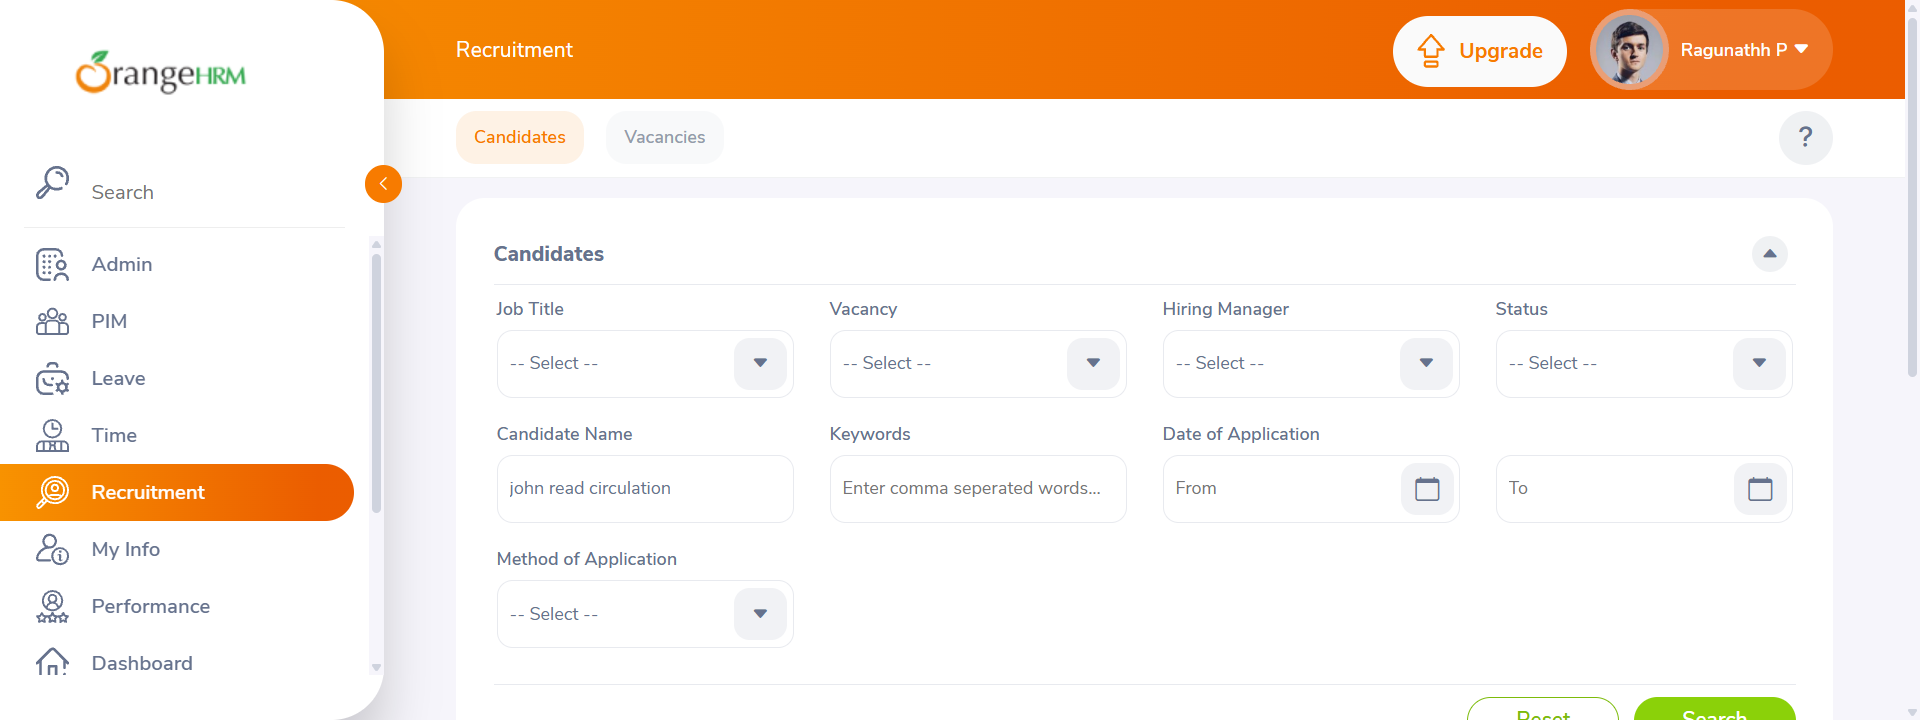 OrangeHRM
Recruitment
Upgrade
Ragunathh P
Candidates
Vacancies
?
Search
Admin
PIM
Leave
Time
Recruitment
My Info
Performance
Dashboard
Candidates
Job Title
Vacancy
Hiring Manager
Status
-- Select --
-- Select --
-- Select --
-- Select --
Candidate Name
Keywords
Date of Application
john read circulation
Enter comma seperated words...
From
To
Method of Application
-- Select --
Reset
Search